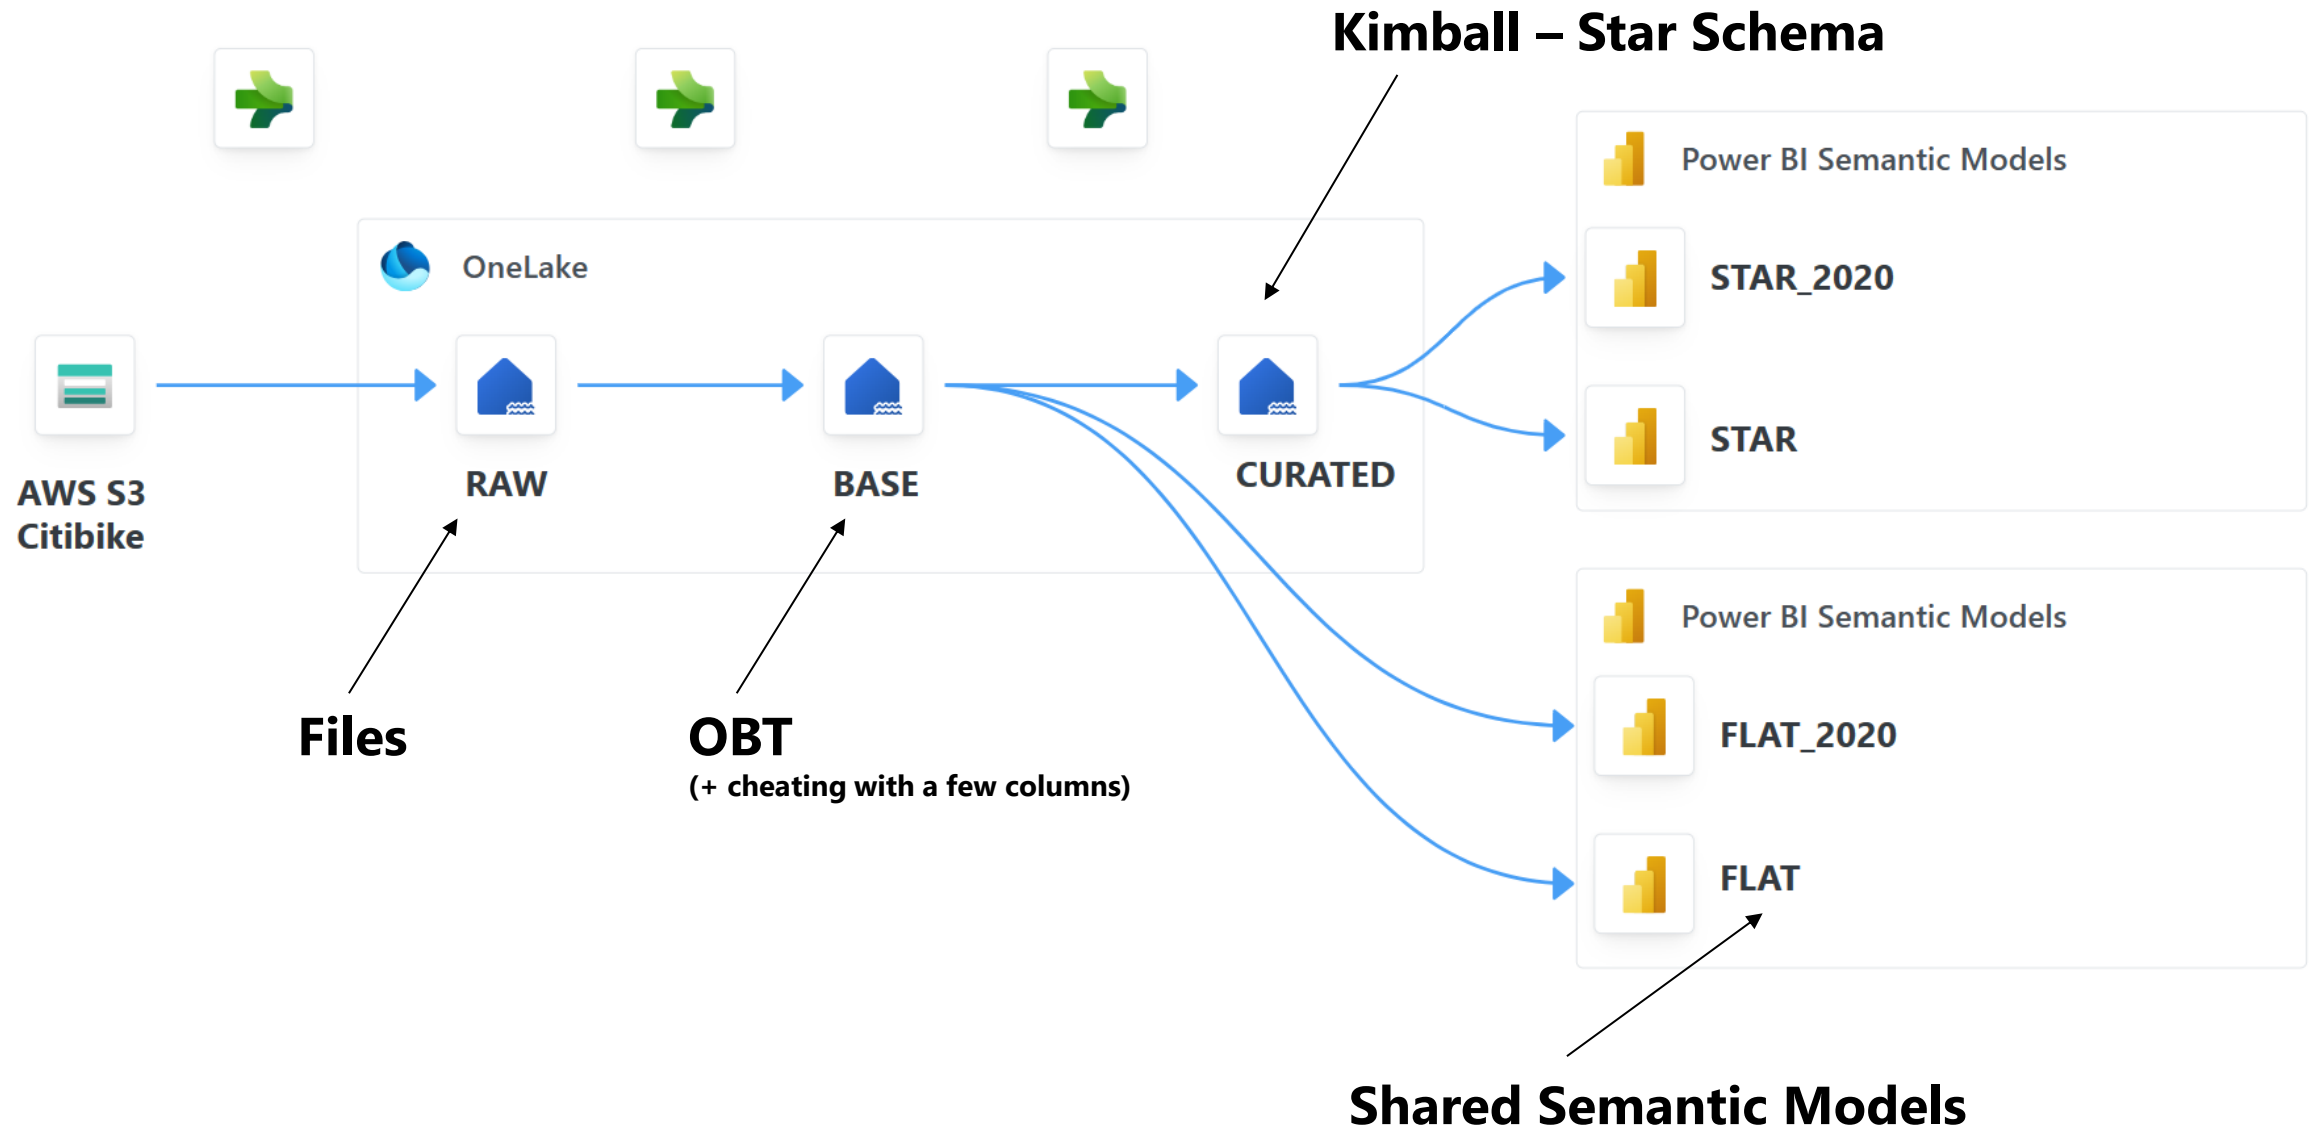 Kimball – Star Schema
Power BI Semantic Models
OneLake
STAR_2020
STAR
AWS S3
Citibike
RAW
BASE
CURATED
Power BI Semantic Models
Files
OBT
(+ cheating with a few columns)
FLAT_2020
FLAT
Shared Semantic Models